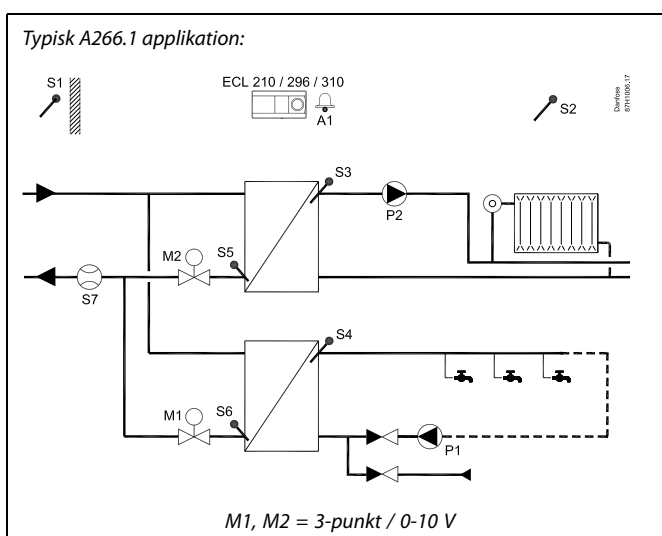 Typisk A266.1 applikation:
S1
ECL 210 / 296 / 310
A1
S2
Danfoss
87H1006.17
S3
P2
M2
S5
S7
S4
M1
S6
P1
M1, M2 = 3-punkt / 0-10 V